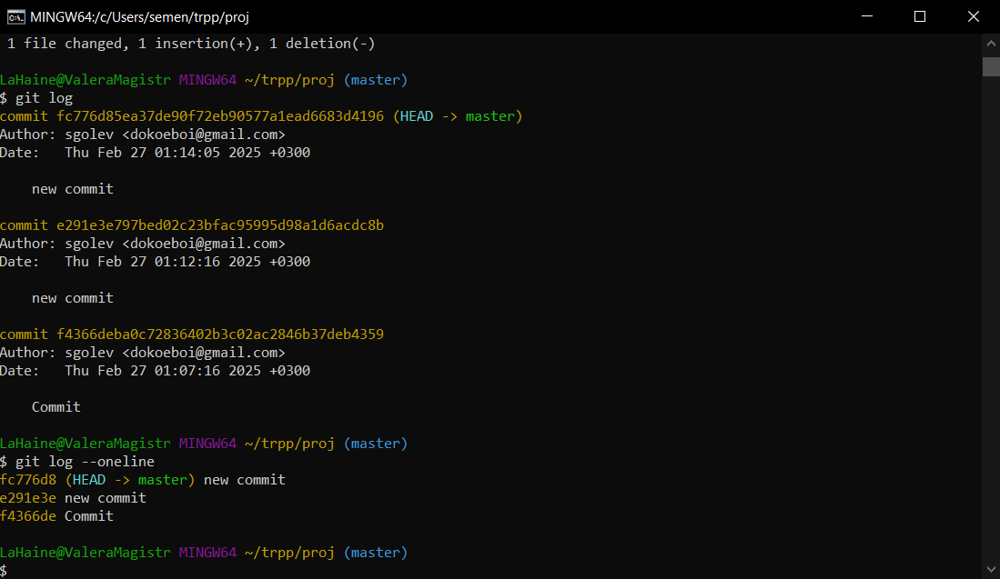 MINGW64:/c/Users/semen/trpp/proj
1 file changed, 1 insertion(+), 1 deletion(-)
LaHaine@ValeraMagistr MINGW64 ~/trpp/proj (master)
$ git log
commit fc776d85ea37de90f72eb90577a1ead6683d4196 (HEAD -> master)
Author: sgolev <dokoeboi@gmail.com>
Date:   Thu Feb 27 01:14:05 2025 +0300
new commit
commit e291e3e797bed02c23bfac95995d98a1d6acdc8b
Author: sgolev <dokoeboi@gmail.com>
Date:   Thu Feb 27 01:12:16 2025 +0300
new commit
commit f4366deba0c72836402b3c02ac2846b37deb4359
Author: sgolev <dokoeboi@gmail.com>
Date:   Thu Feb 27 01:07:16 2025 +0300
Commit
LaHaine@ValeraMagistr MINGW64 ~/trpp/proj (master)
$ git log --oneline
fc776d8 (HEAD -> master) new commit
e291e3e new commit
f4366de Commit
LaHaine@ValeraMagistr MINGW64 ~/trpp/proj (master)
$